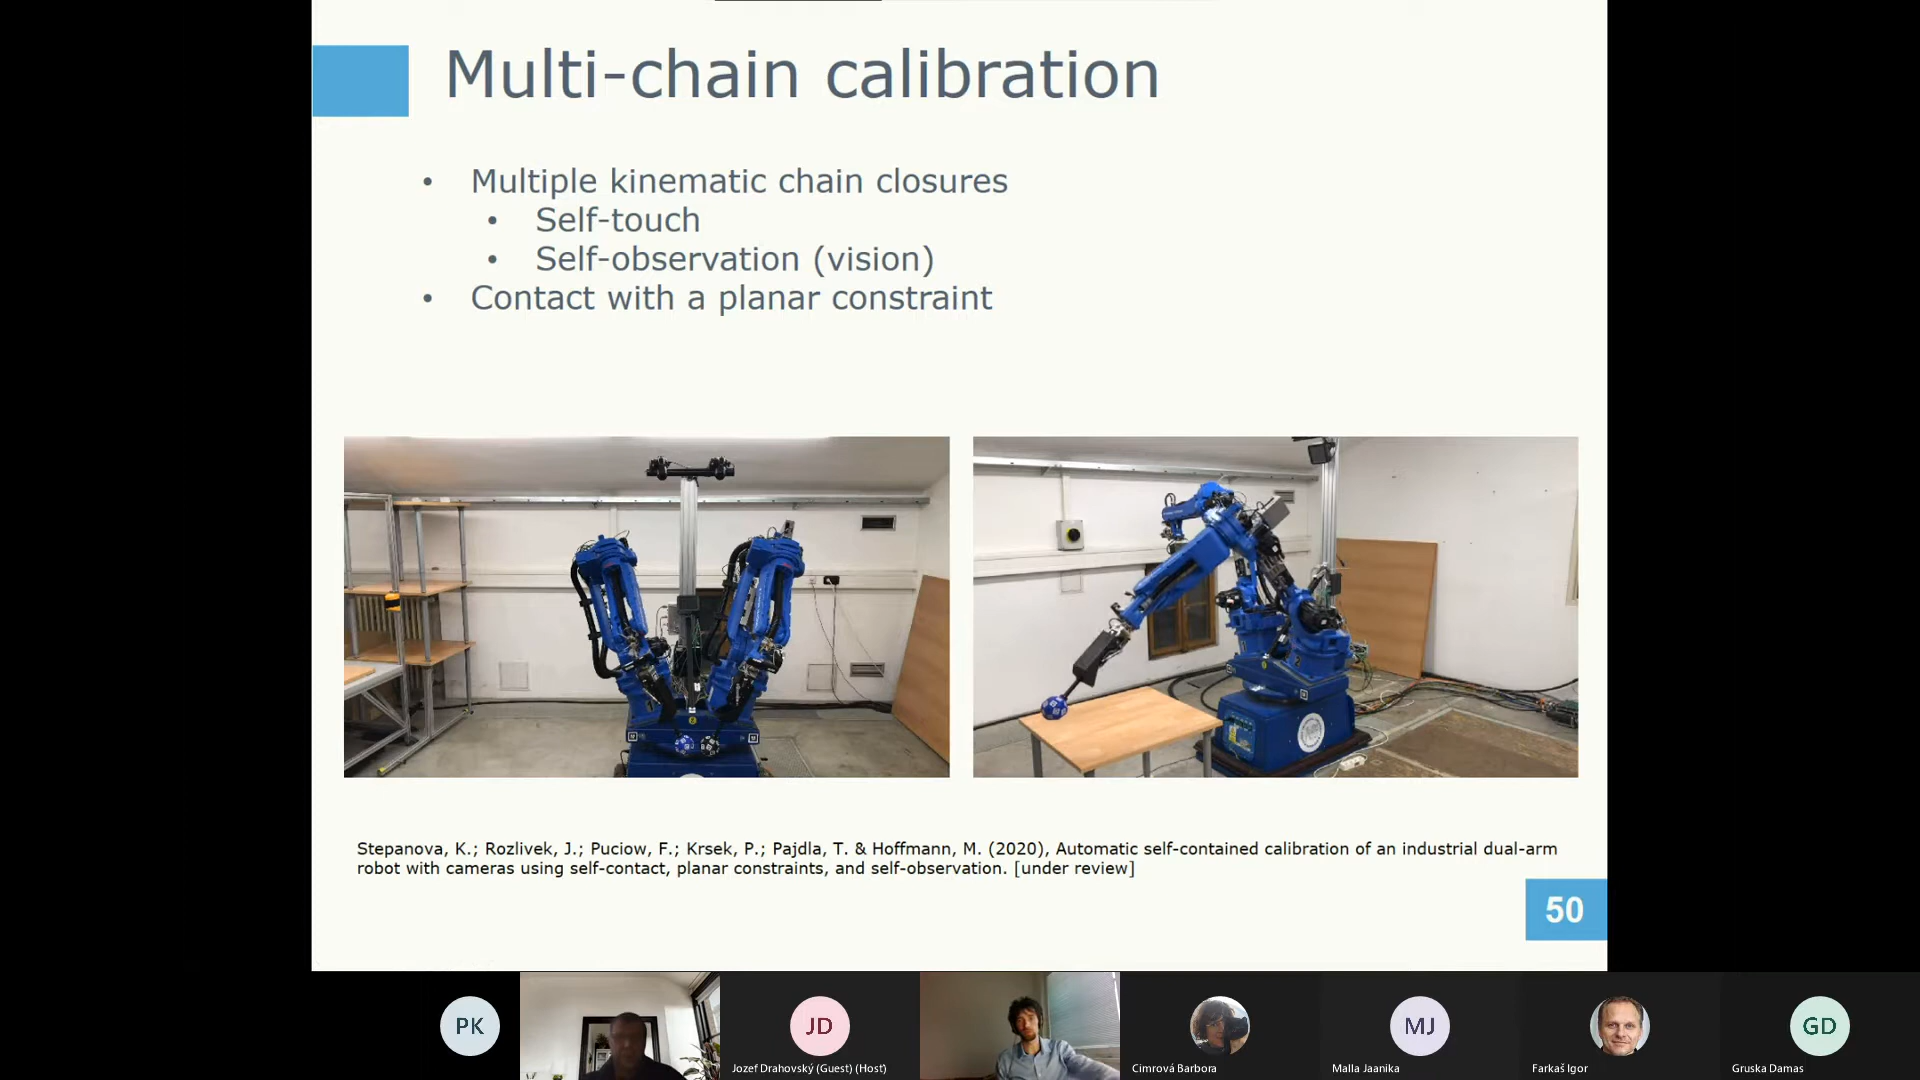 Multi-chain calibration
• Multiple kinematic chain closures
• Self-touch
• Self-observation (vision)
• Contact with a planar constraint
Stepanova, K.; Rozlivek, J.; Puciow, F.; Krsek, P.; Pajdla, T. & Hoffmann, M. (2020), Automatic self-contained calibration of an industrial dual-arm
robot with cameras using self-contact, planar constraints, and self-observation. [under review]
50
PK
JD
MJ
GD
Jozef Drahovský (Guest) (Host)
Cimrová Barbora
Malla Jaanika
Farkaš Igor
Gruska Damas